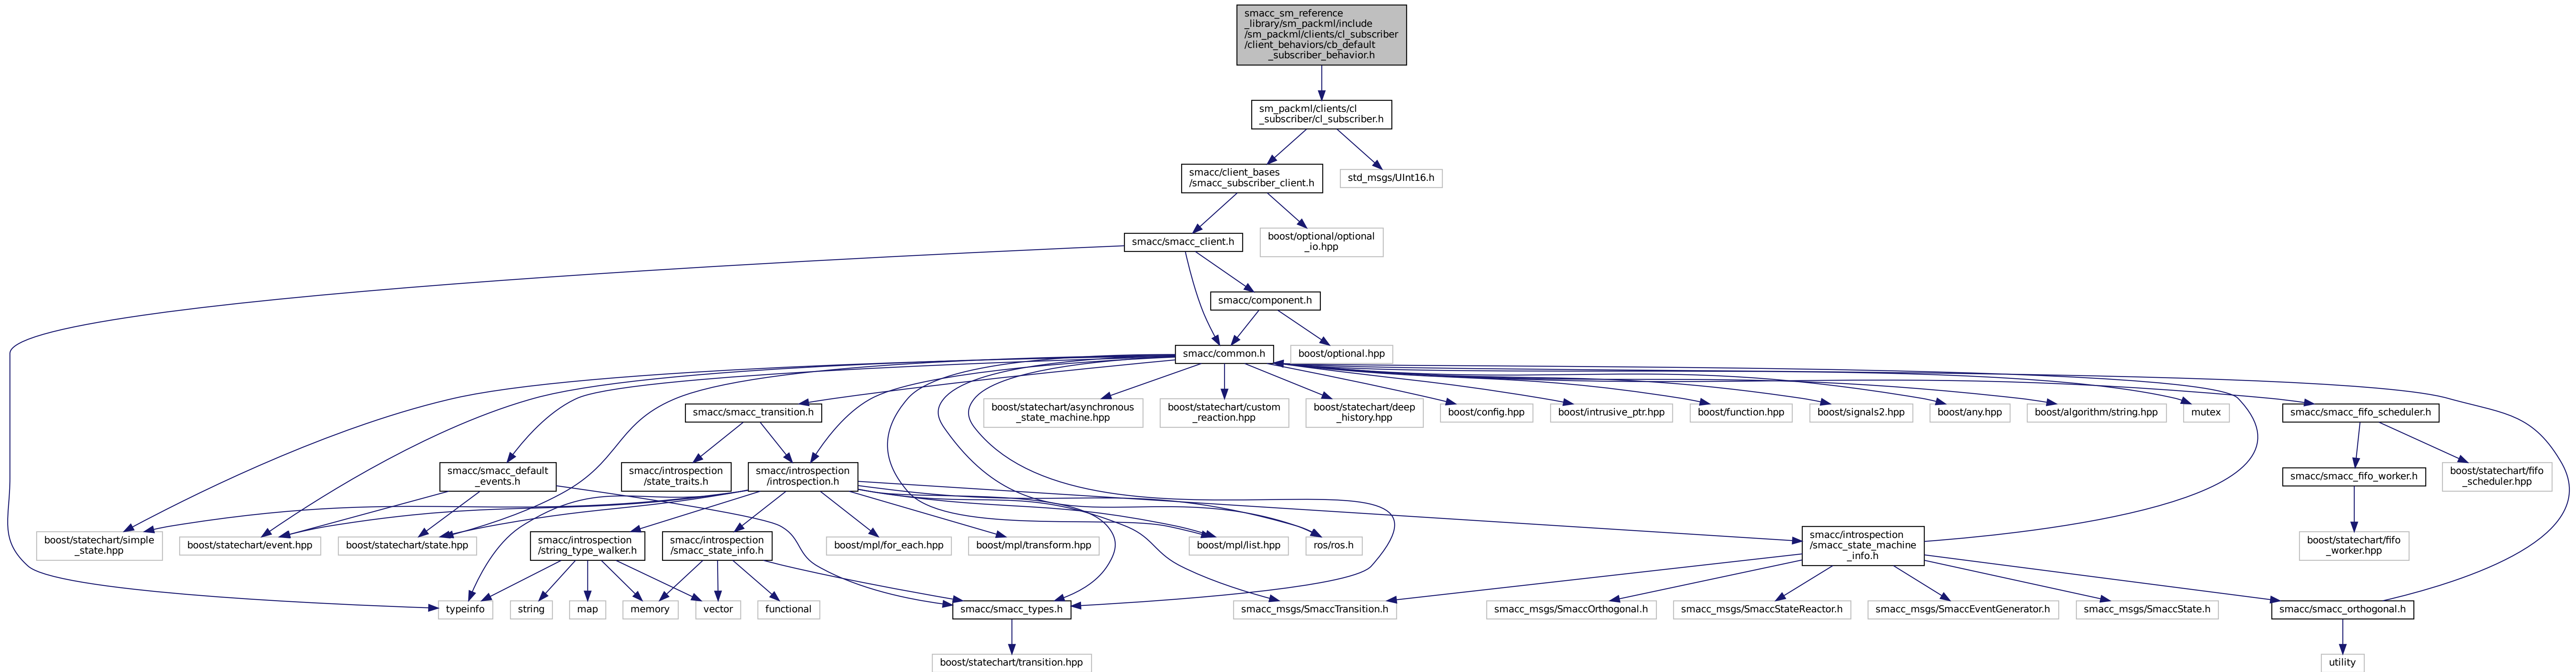 smacc_sm_reference
_library/sm_packml/include
/sm_packml/clients/cl_subscriber
/client_behaviors/cb_default
_subscriber_behavior.h
sm_packml/clients/cl
_subscriber/cl_subscriber.h
smacc/client_bases
/smacc_subscriber_client.h
std_msgs/UInt16.h
smacc/smacc_client.h
boost/optional/optional
_io.hpp
smacc/component.h
smacc/common.h
boost/optional.hpp
smacc/smacc_transition.h
boost/statechart/asynchronous
_state_machine.hpp
boost/statechart/custom
_reaction.hpp
boost/statechart/deep
_history.hpp
boost/config.hpp
boost/intrusive_ptr.hpp
boost/function.hpp
boost/signals2.hpp
boost/any.hpp
boost/algorithm/string.hpp
mutex
smacc/smacc_fifo_scheduler.h
smacc/smacc_default
_events.h
smacc/introspection
/state_traits.h
smacc/introspection
/introspection.h
smacc/smacc_fifo_worker.h
boost/statechart/fifo
_scheduler.hpp
boost/statechart/simple
_state.hpp
boost/statechart/event.hpp
boost/statechart/state.hpp
smacc/introspection
/string_type_walker.h
smacc/introspection
/smacc_state_info.h
boost/mpl/for_each.hpp
boost/mpl/transform.hpp
boost/mpl/list.hpp
ros/ros.h
smacc/introspection
/smacc_state_machine
_info.h
boost/statechart/fifo
_worker.hpp
typeinfo
string
map
memory
vector
functional
smacc/smacc_types.h
smacc_msgs/SmaccTransition.h
smacc_msgs/SmaccOrthogonal.h
smacc_msgs/SmaccStateReactor.h
smacc_msgs/SmaccEventGenerator.h
smacc_msgs/SmaccState.h
smacc/smacc_orthogonal.h
boost/statechart/transition.hpp
utility